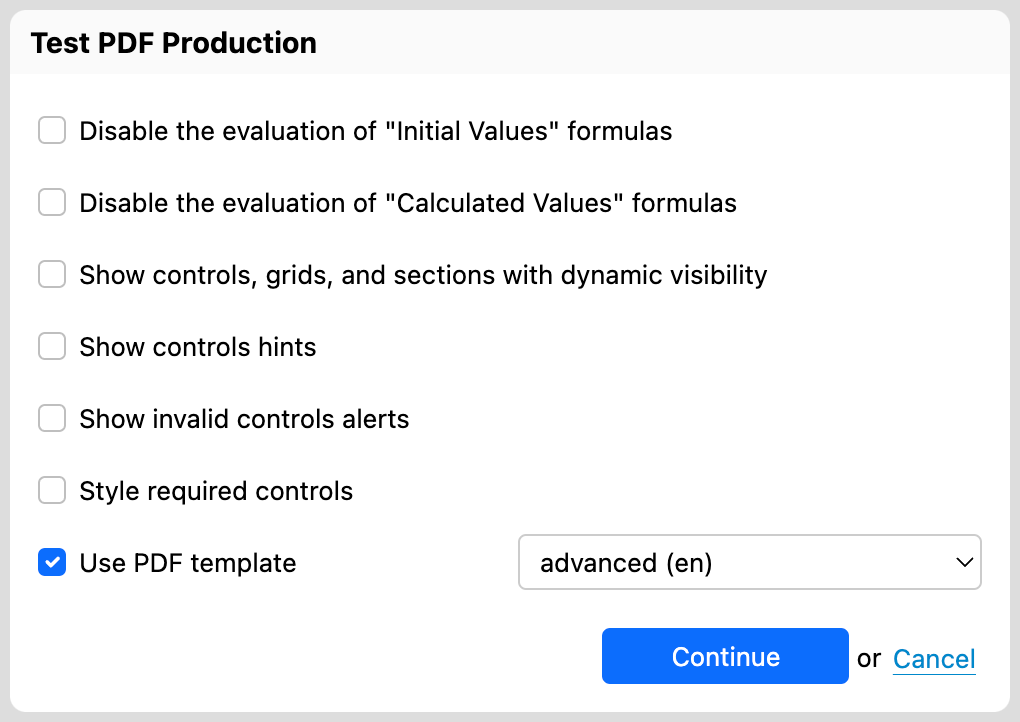 Test PDF Production
Disable the evaluation of "Initial Values" formulas
Disable the evaluation of "Calculated Values" formulas
Show controls, grids, and sections with dynamic visibility
Show controls hints
Show invalid controls alerts
Style required controls
Use PDF template advanced (en)
Continue or Cancel